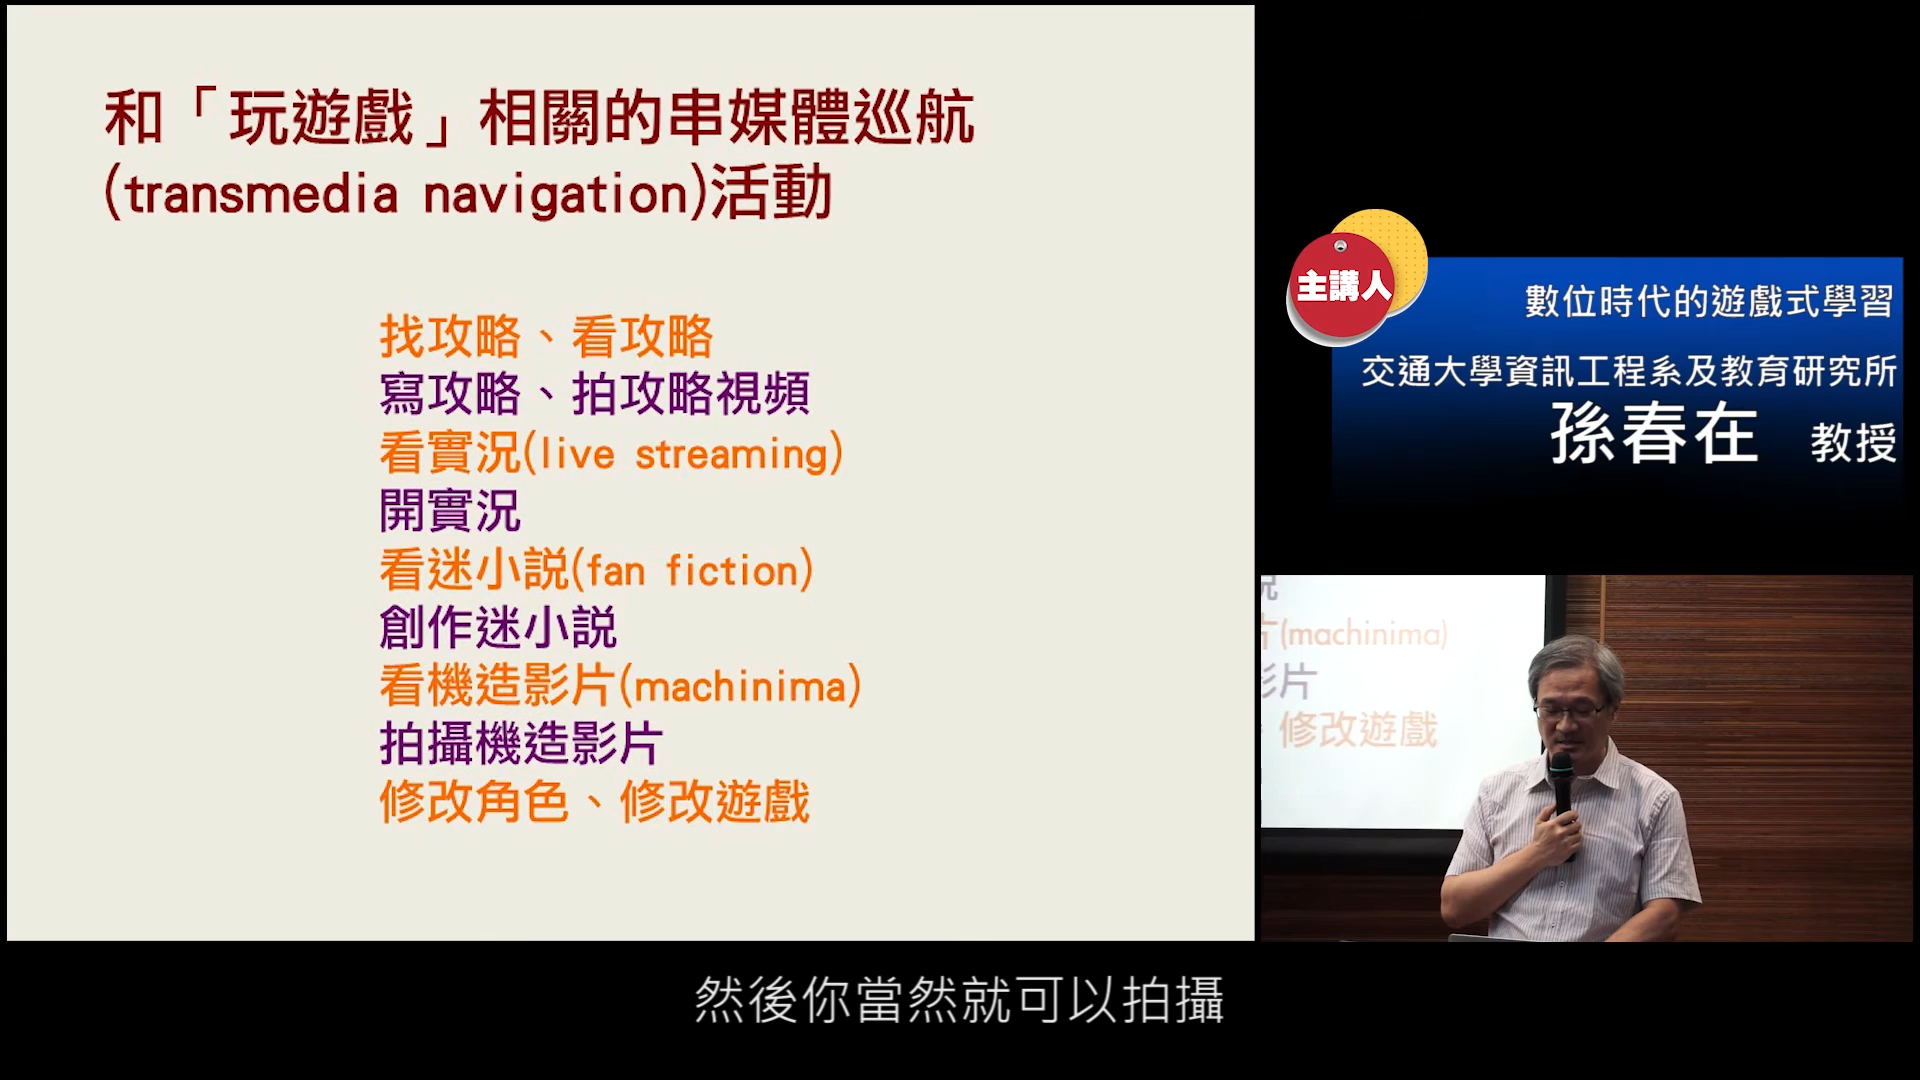 和「玩遊戲」相關的串媒體巡航
(transmedia navigation)活動
找攻略、看攻略
寫攻略、拍攻略視頻
看實況(live streaming)
開實況
看迷小說(fan fiction)
創作迷小說
看機造影片(machinima)
拍攝機造影片
修改角色、修改遊戲
主講人
數位時代的遊戲式學習
交通大學資訊工程系及教育研究所
孫春在 教授
說
片(machinima)
影片
修改遊戲
然後你當然就可以拍攝